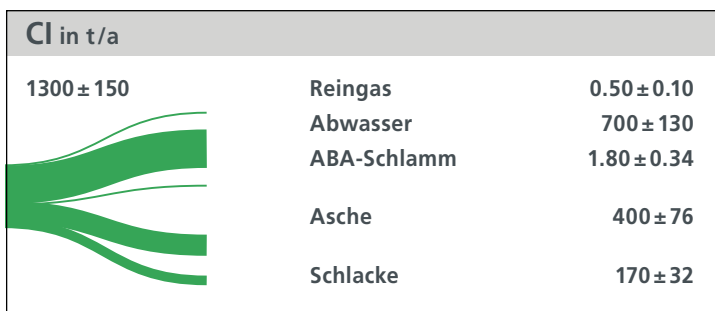 Cl in t/a
1300 ± 150 Reingas 0.50 ± 0.10
Abwasser 700 ± 130
ABA-Schlamm 1.80 ± 0.34
Asche 400 ± 76
Schlacke 170 ± 32